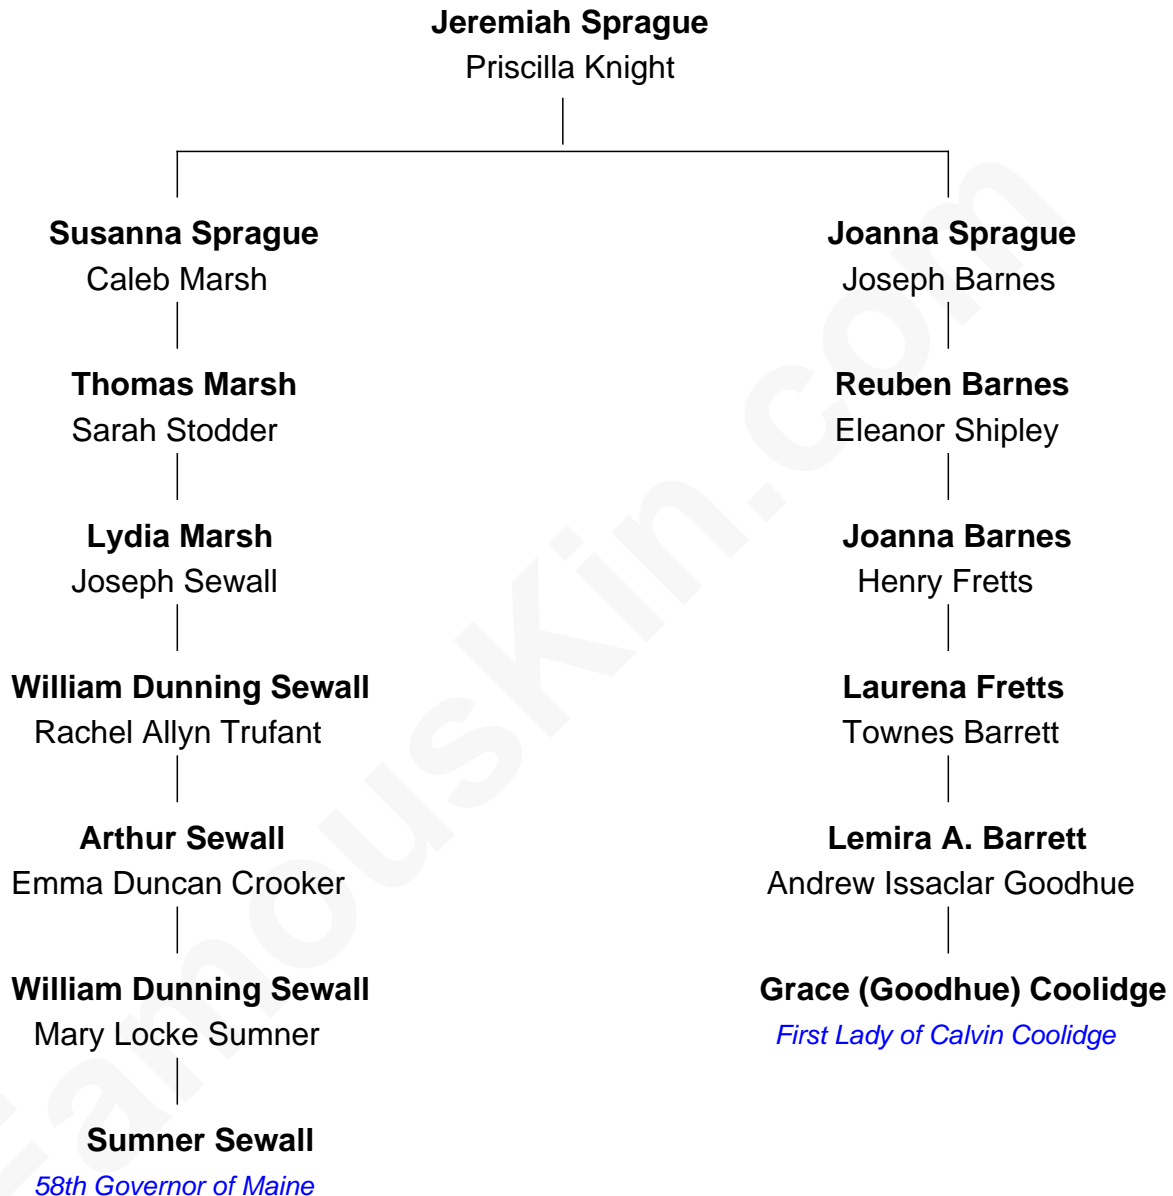 Jeremiah Sprague
Priscilla Knight
Susanna Sprague
Caleb Marsh
Joanna Sprague
Joseph Barnes
Thomas Marsh
Sarah Stodder
Reuben Barnes
Eleanor Shipley
Lydia Marsh
Joseph Sewall
Joanna Barnes
Henry Fretts
William Dunning Sewall
Rachel Allyn Trufant
Laurena Fretts
Townes Barrett
Arthur Sewall
Emma Duncan Crooker
Lemira A. Barrett
Andrew Issaclar Goodhue
William Dunning Sewall
Mary Locke Sumner
Grace (Goodhue) Coolidge
First Lady of Calvin Coolidge
Sumner Sewall
58th Governor of Maine
FamousKin.com